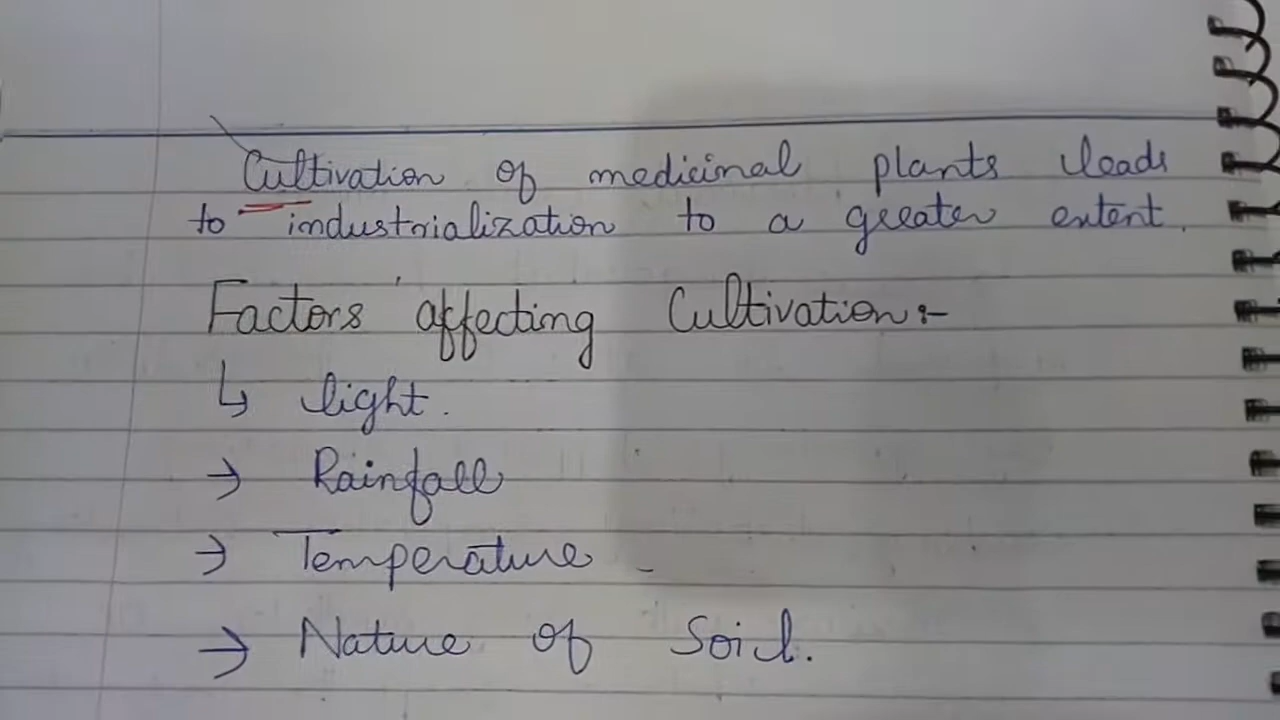 Cultivation of medicinal plants leads
to industrialization to a greater extent.
Factors affecting Cultivation :-
↳ light.
→ Rainfall
→ Temperature -
→ Nature of Soil.